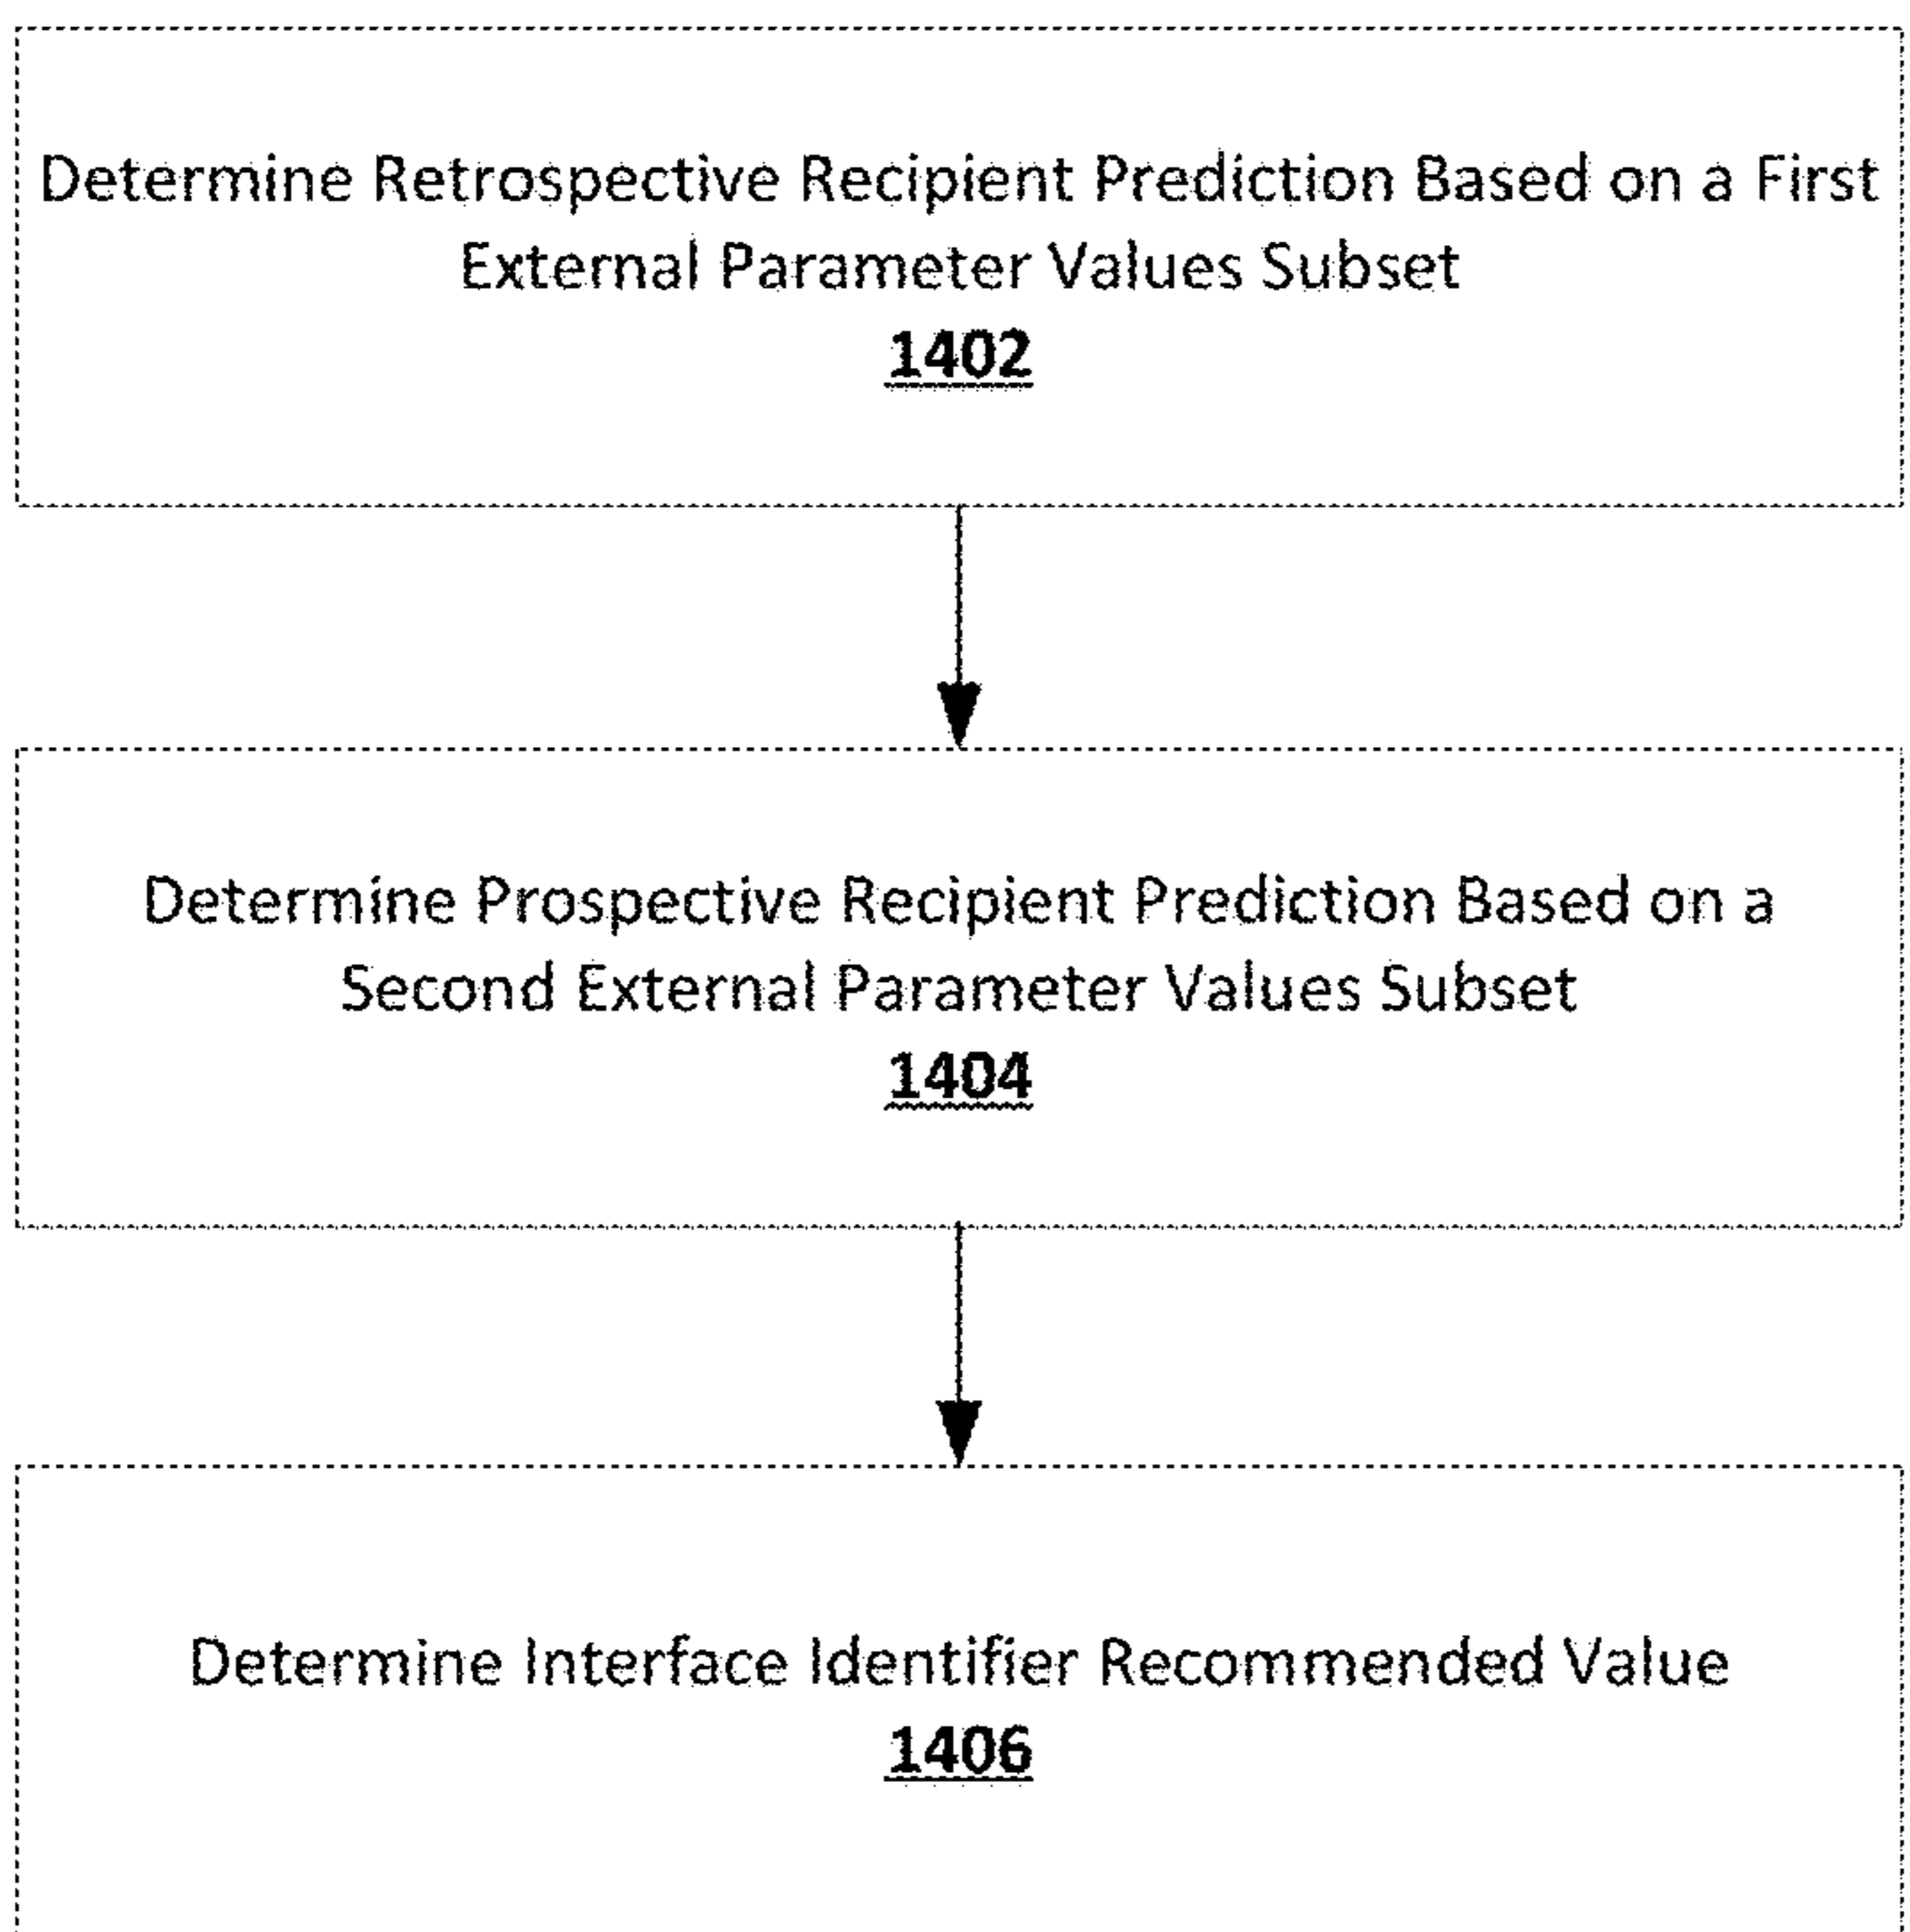 Determine Retrospective Recipient Prediction Based on a First
External Parameter Values Subset
1402
Determine Prospective Recipient Prediction Based on a
Second External Parameter Values Subset
1404
Determine Interface Identifier Recommended Value
1406